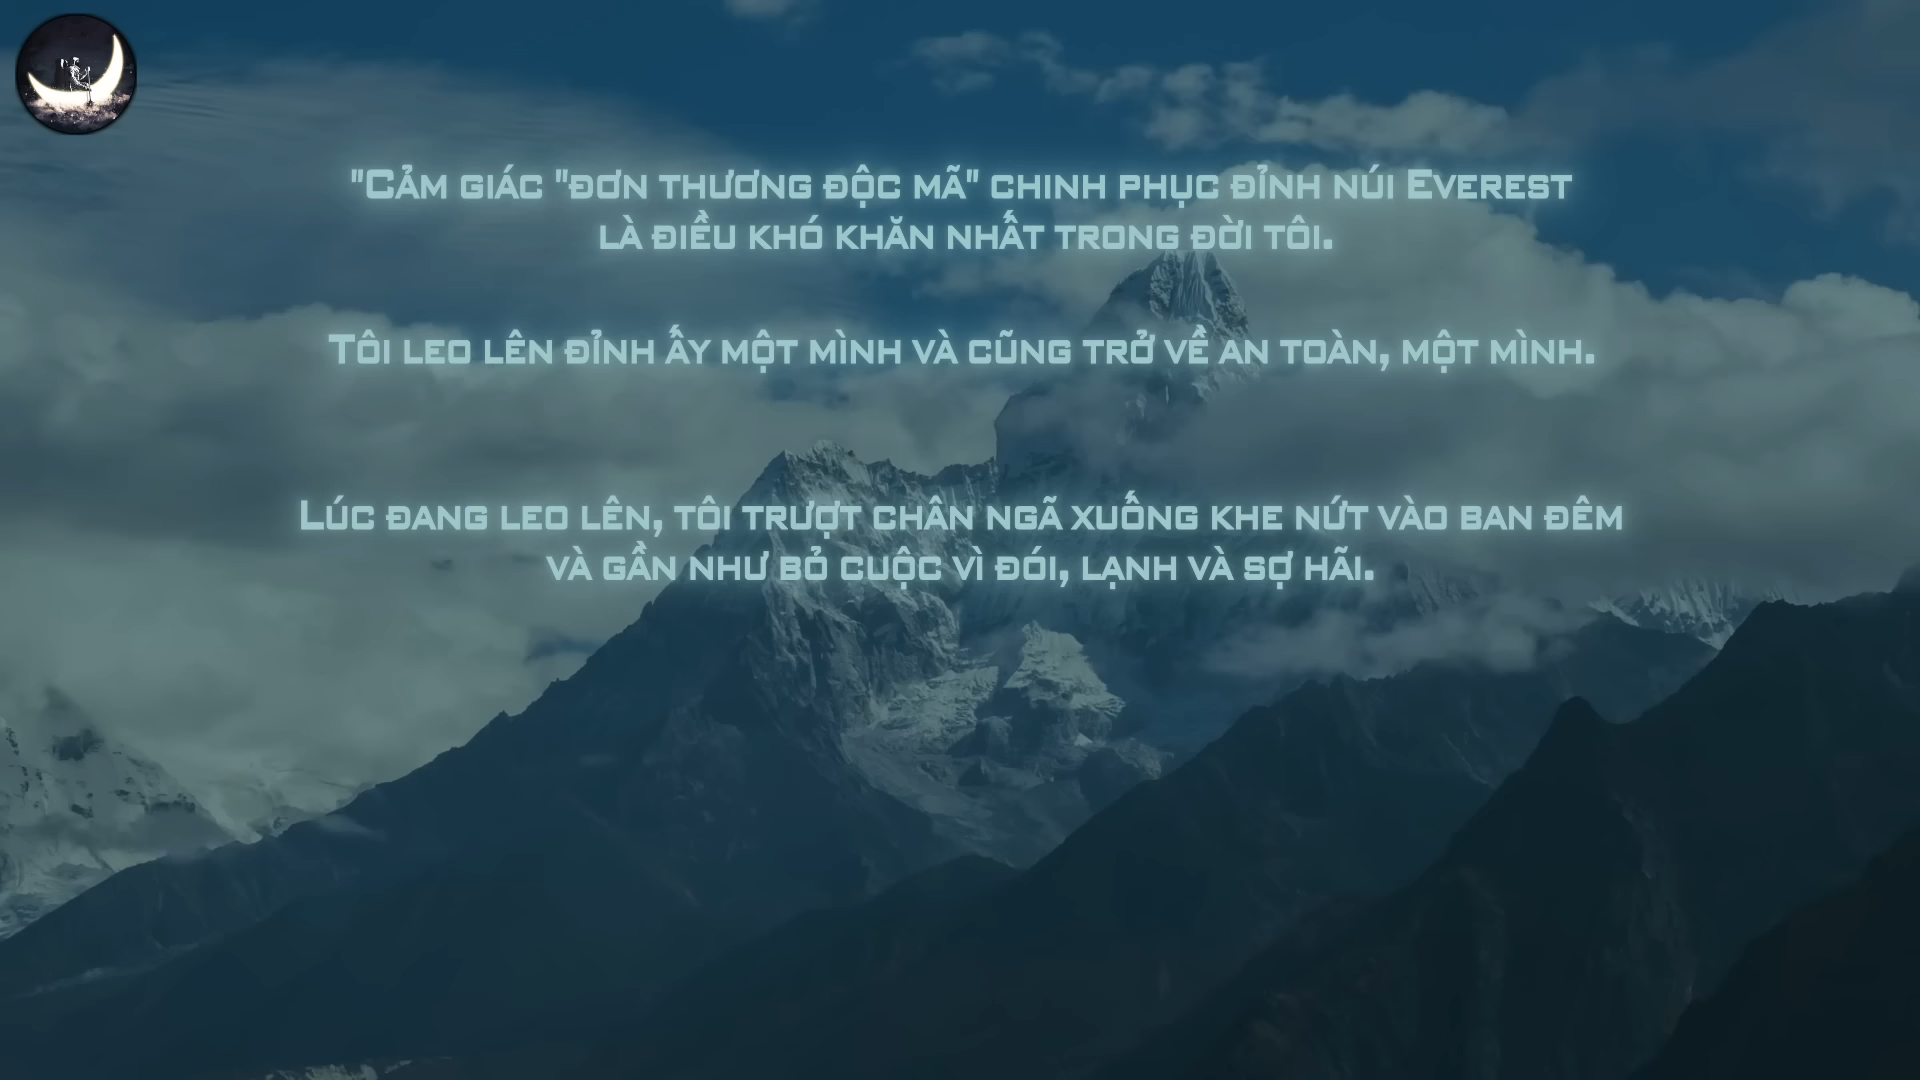 "Cảm giác "đơn thương độc mã" chinh phục đỉnh núi Everest
là điều khó khăn nhất trong đời tôi.
Tôi leo lên đỉnh ấy một mình và cũng trở về an toàn, một mình.
Lúc đang leo lên, tôi trượt chân ngã xuống khe nứt vào ban đêm
và gần như bỏ cuộc vì đói, lạnh và sợ hãi.